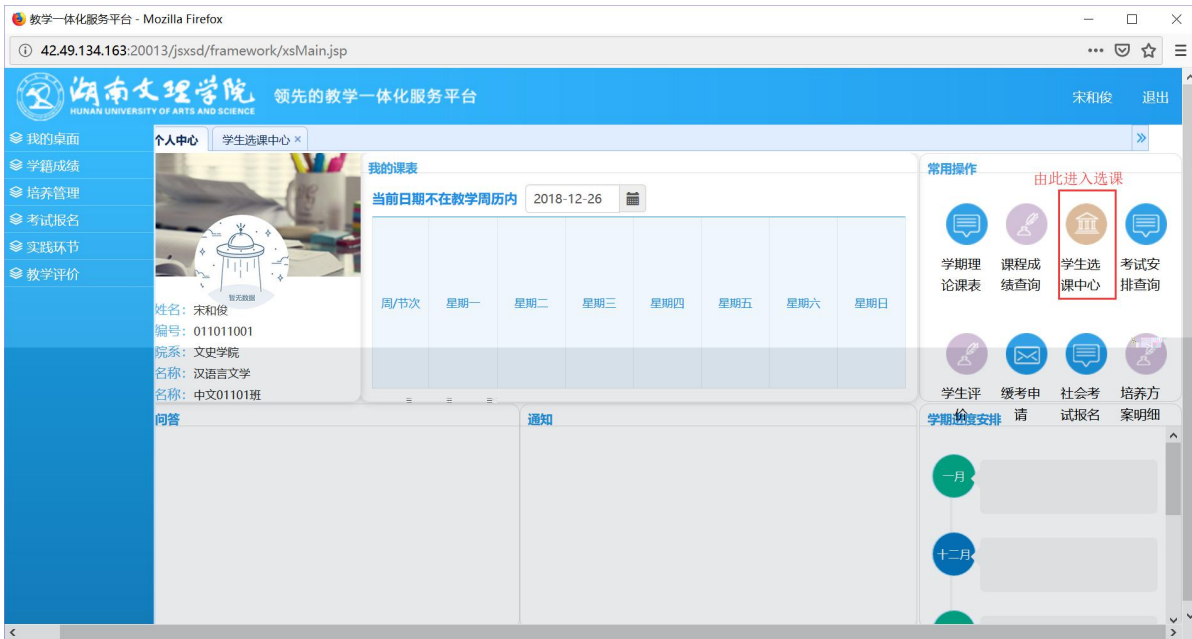 教学一体化服务平台 - Mozilla Firefox
42.49.134.163:20013/jsxsd/framework/xsMain.jsp
湖南文理学院
HUNAN UNIVERSITY OF ARTS AND SCIENCE
领先的教学一体化服务平台
宋和俊 退出
我的桌面
学籍成绩
培养管理
考试报名
实践环节
教学评价
个人中心 学生选课中心 ×
暂无数据
姓名：宋和俊
编号：011011001
院系：文史学院
名称：汉语言文学
名称：中文01101班
我的课表
当前日期不在教学周历内 2018-12-26
周/节次 星期一 星期二 星期三 星期四 星期五 星期六 星期日
常用操作
由此进入选课
学期理论课表
课程成绩查询
学生选课中心
考试安排查询
学生评价
缓考申请
社会考试报名
培养方案明细
问答
通知
学期进度安排
一月
十二月